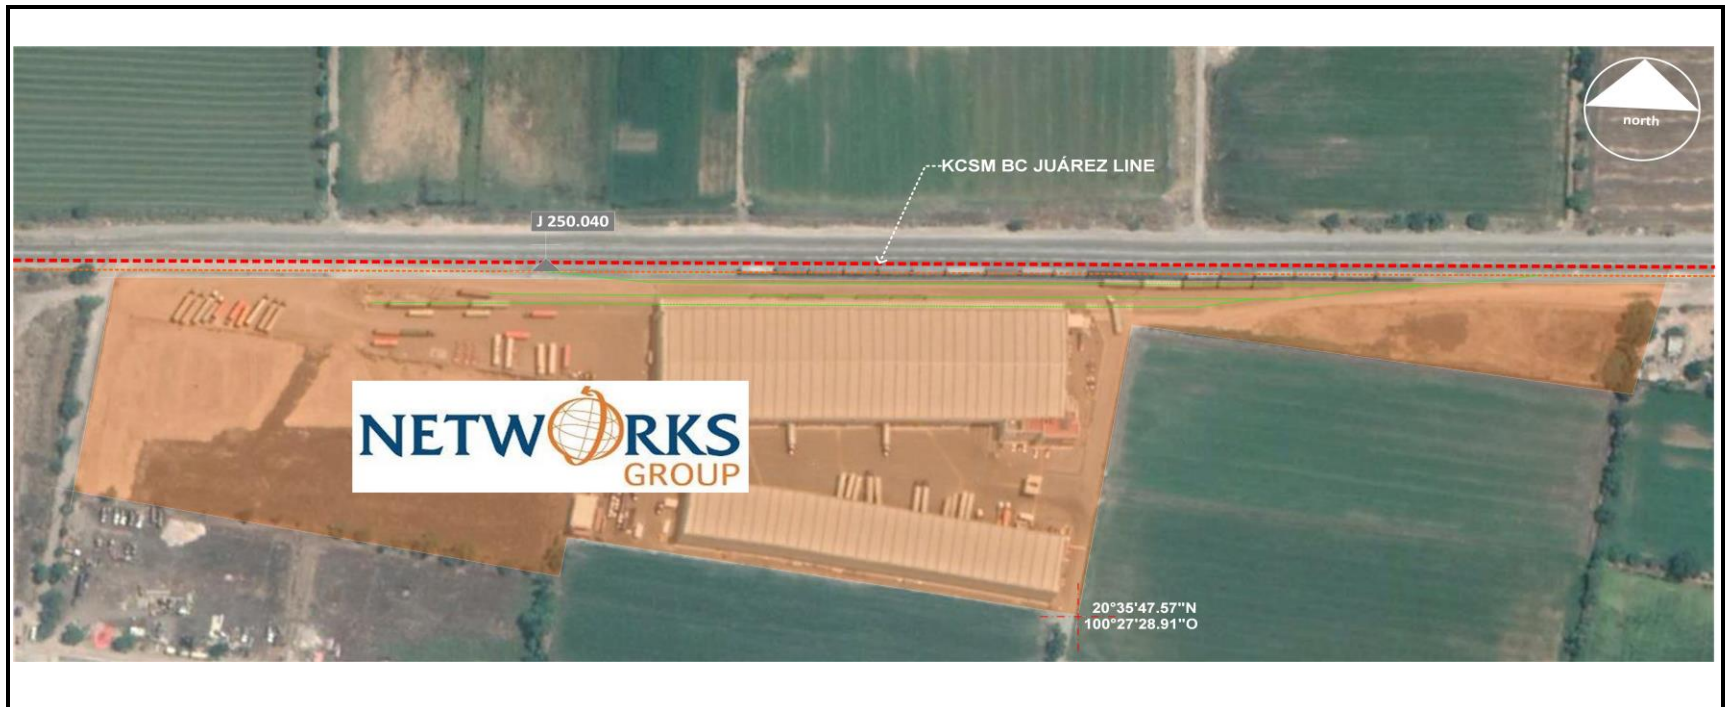 north
KCSM BC JUÁREZ LINE
J 250.040
NETWORKS
GROUP
20°35'47.57"N
100°27'28.91"O